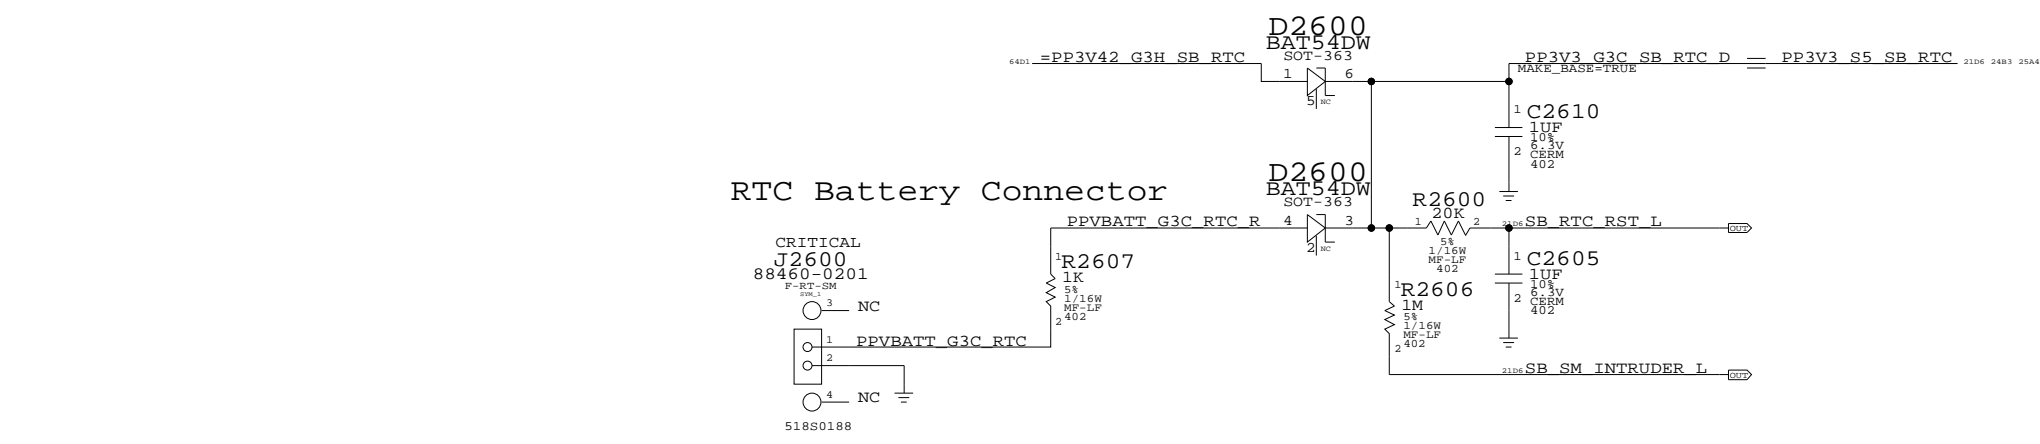 D2600
BAT54DW
SOT-363
64D1 =PP3V42_G3H_SB_RTC
1 6
5 NC
PP3V3_G3C_SB_RTC_D PP3V3_S5_SB_RTC 21D6 24B3 25A4
MAKE_BASE=TRUE
1 C2610
1UF
10%
6.3V
2 CERM
402
RTC Battery Connector
D2600
BAT54DW
SOT-363
PPVBATT_G3C_RTC_R 4 3
2 NC
R2600
20K
1 2
5%
1/16W
MF-LF
402
21D6 SB_RTC_RST_L OUT
1 C2605
1UF
10%
6.3V
2 CERM
402
CRITICAL
J2600
88460-0201
F-RT-SM
SYM_1
3 NC
1 PPVBATT_G3C_RTC
2
4 NC
518S0188
1 R2607
1K
5%
1/16W
MF-LF
2 402
1 R2606
1M
5%
1/16W
MF-LF
2 402
21D6 SB_SM_INTRUDER_L OUT